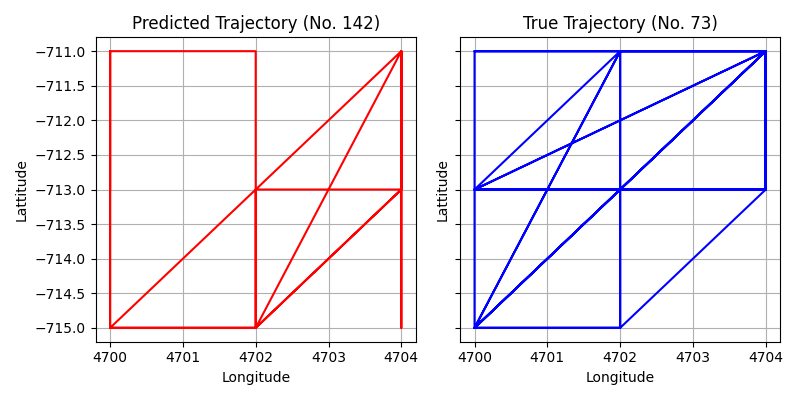 Predicted Trajectory (No. 142)
True Trajectory (No. 73)
−711.0
−711.5
−712.0
−712.5
−713.0
−713.5
−714.0
−714.5
−715.0
Lattitude
Lattitude
4700 4701 4702 4703 4704
4700 4701 4702 4703 4704
Longitude
Longitude